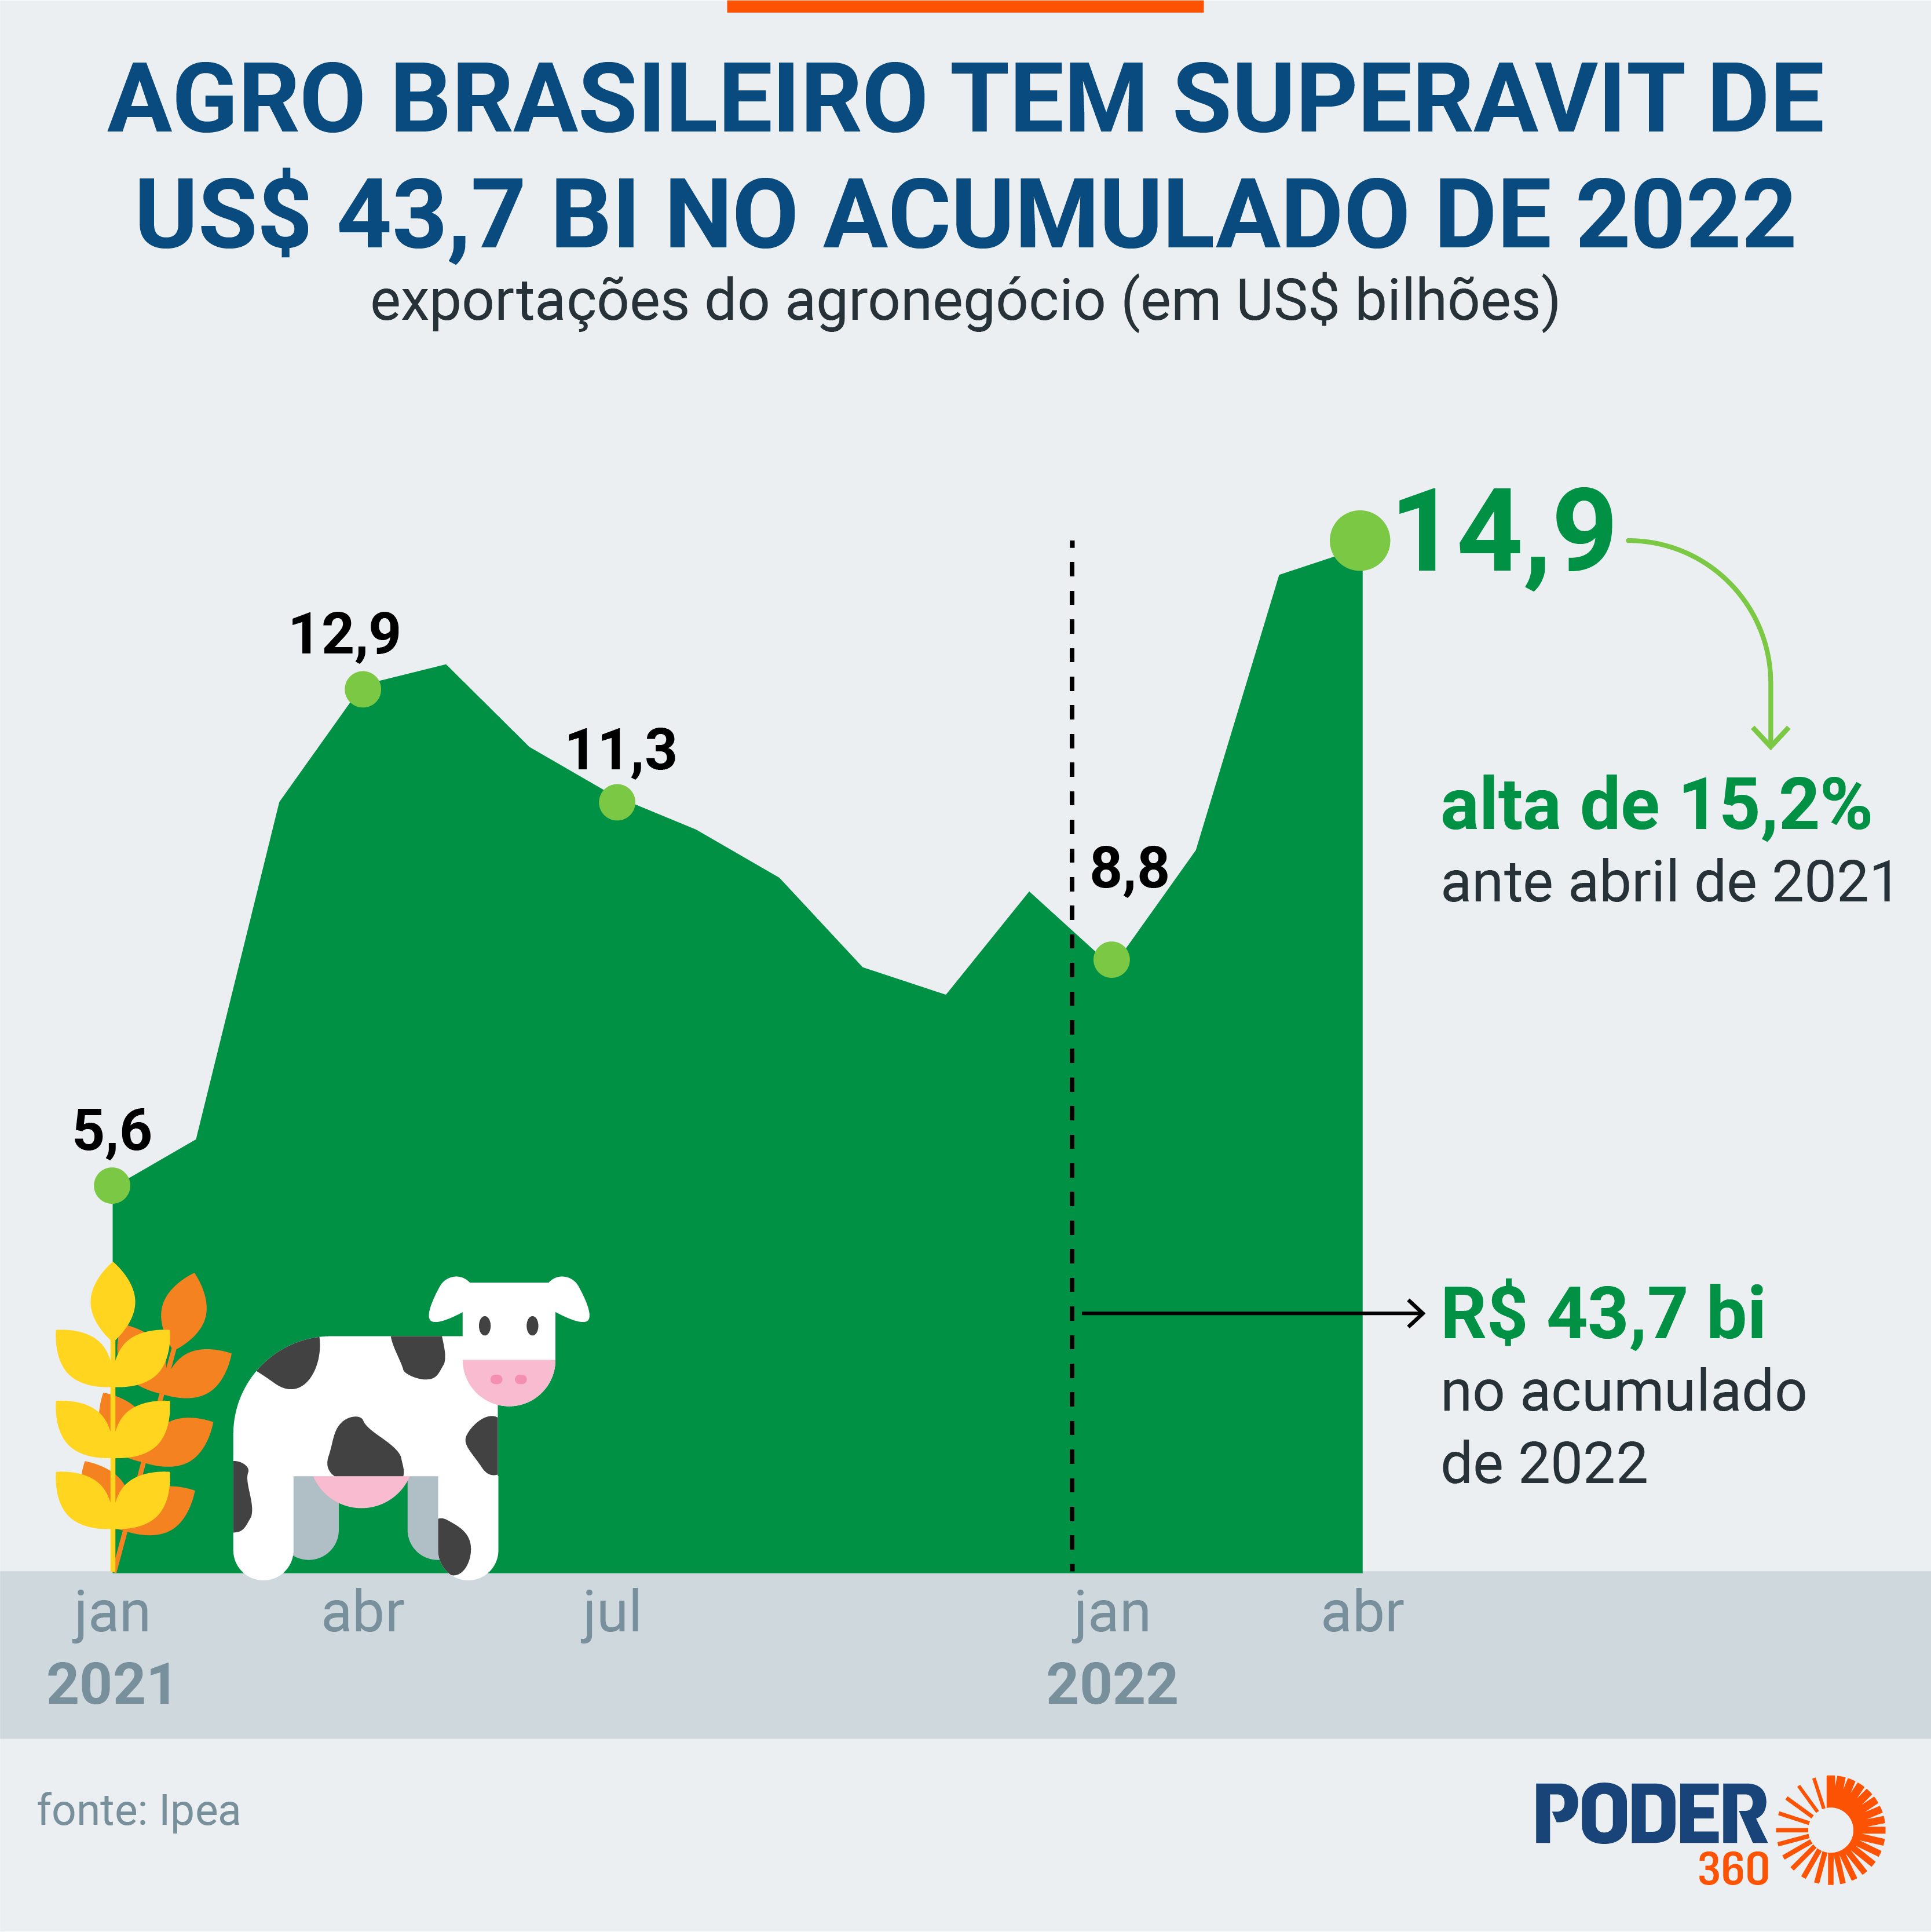 AGRO BRASILEIRO TEM SUPERAVIT DE
US$ 43,7 BI NO ACUMULADO DE 2022
exportações do agronegócio (em US$ bilhões)
14,9
12,9
11,3
alta de 15,2%
8,8
ante abril de 2021
5,6
R$ 43,7 bi
no acumulado
de 2022
jan
abr
jul
jan
abr
2021
2022
fonte: Ipea
PODER
360